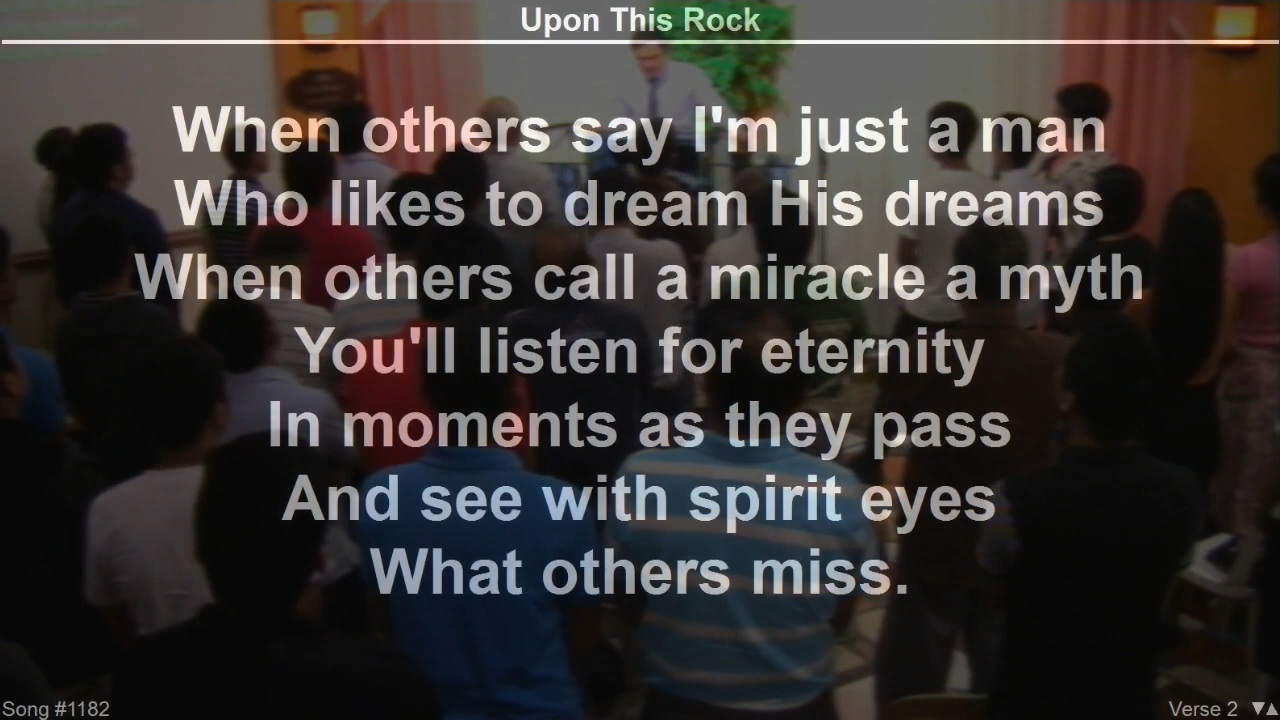 Upon This Rock
When others say I'm just a man
Who likes to dream His dreams
When others call a miracle a myth
You'll listen for eternity
In moments as they pass
And see with spirit eyes
What others miss.
Song #1182
Verse 2